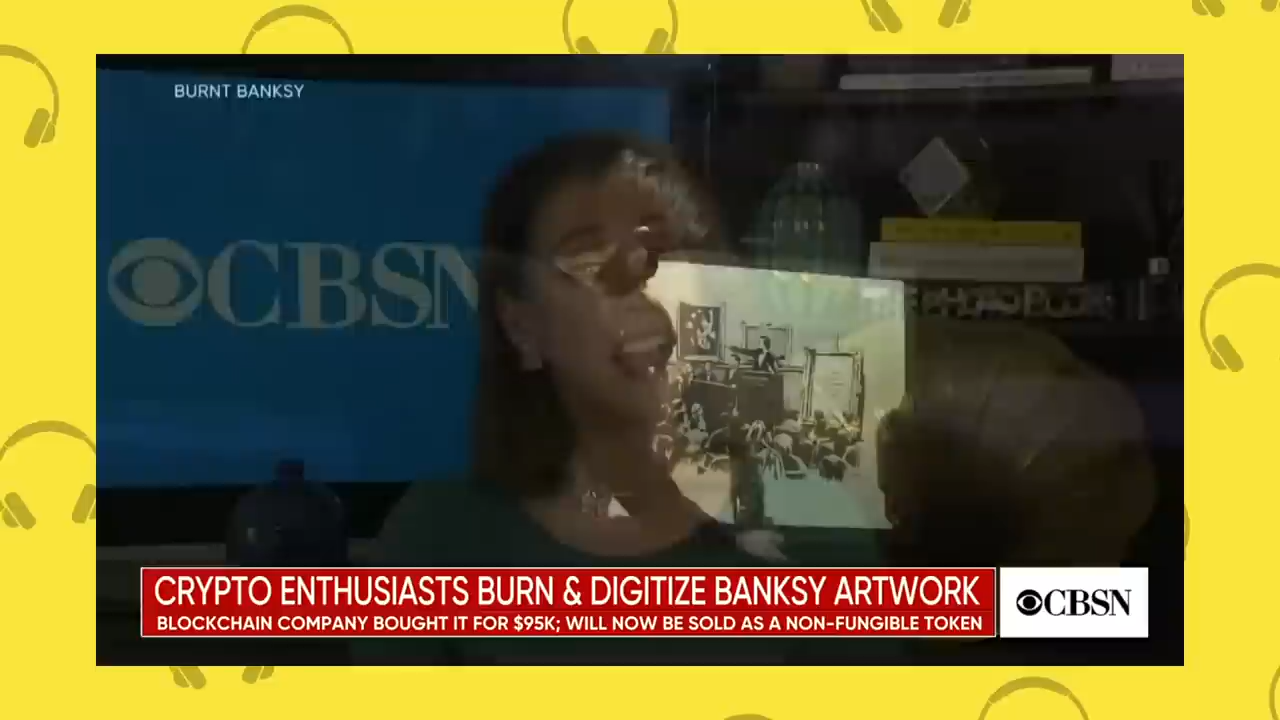 BURNT BANKSY
CBSN
CRYPTO ENTHUSIASTS BURN & DIGITIZE BANKSY ARTWORK
BLOCKCHAIN COMPANY BOUGHT IT FOR $95K; WILL NOW BE SOLD AS A NON-FUNGIBLE TOKEN
CBSN